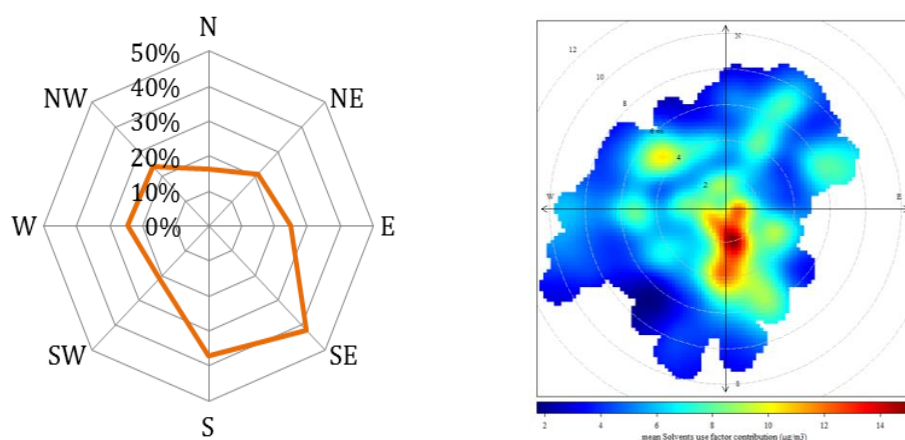 N
50%
NW
40%
NE
30%
20%
10%
W
0%
E
SW
SE
S
12
N
10
8
4
2
W
E
S
2
4
6
8
10
12
14
mean Solvents use factor contribution (μg/m3)